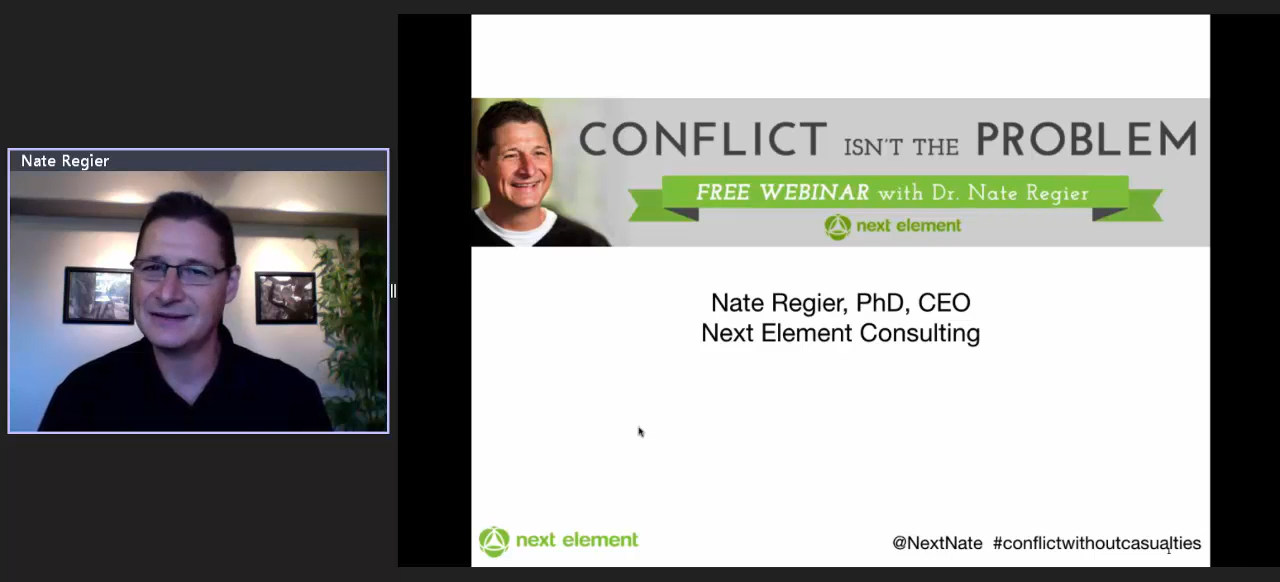 Nate Regier
CONFLICT ISN'T THE PROBLEM
FREE WEBINAR with Dr. Nate Regier
next element
Nate Regier, PhD, CEO
Next Element Consulting
next element
@NextNate #conflictwithoutcasualties